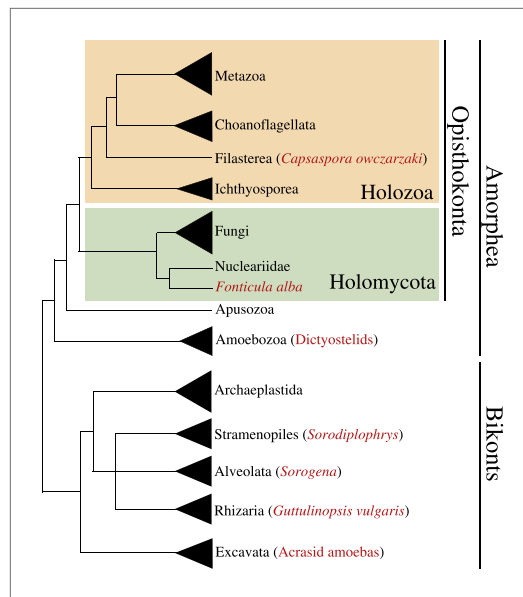 Metazoa
Choanoflagellata
Filasterea (Capsaspora owczarzaki)
Ichthyosporea
Holozoa
Fungi
Nucleariidae
Fonticula alba
Holomycota
Apusozoa
Amoebozoa (Dictyostelids)
Archaeplastida
Stramenopiles (Sorodiplophrys)
Alveolata (Sorogena)
Rhizaria (Guttulinopsis vulgaris)
Excavata (Acrasid amoebas)
Opisthokonta
Amorphea
Bikonts